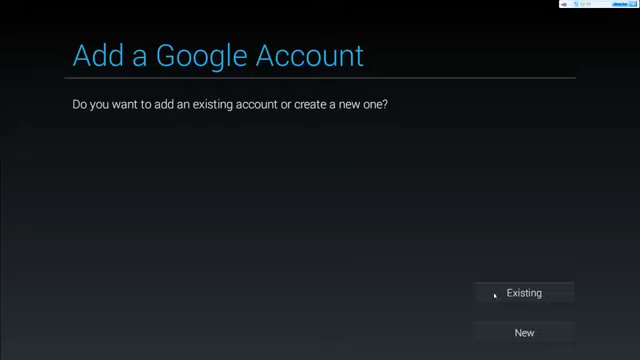 Add a Google Account
Do you want to add an existing account or create a new one?
Existing
New